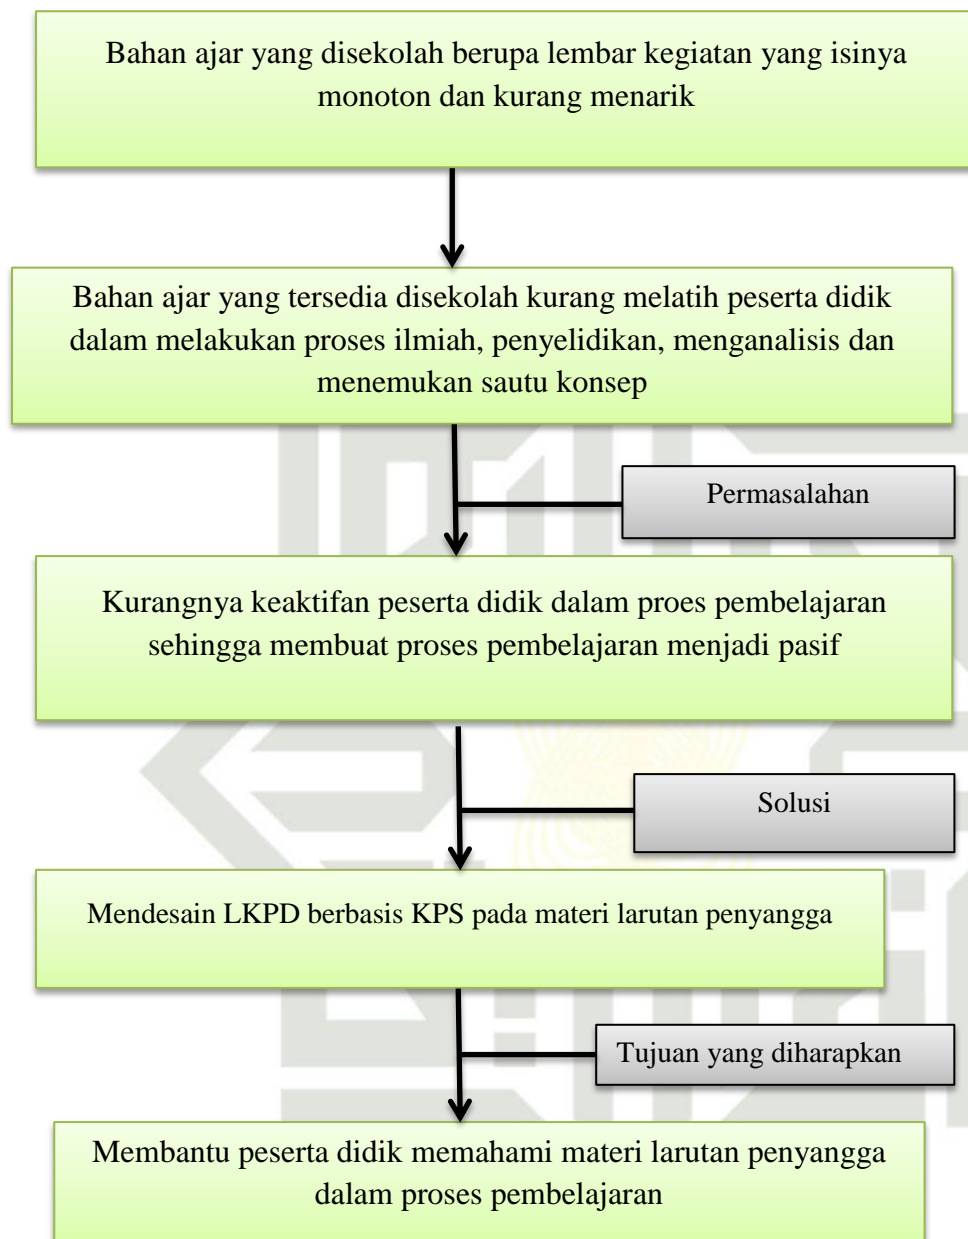 Bahan ajar yang disekolah berupa lembar kegiatan yang isinya
monoton dan kurang menarik
Bahan ajar yang tersedia disekolah kurang melatih peserta didik
dalam melakukan proses ilmiah, penyelidikan, menganalisis dan
menemukan sautu konsep
Permasalahan
Kurangnya keaktifan peserta didik dalam proes pembelajaran
sehingga membuat proses pembelajaran menjadi pasif
Solusi
Mendesain LKPD berbasis KPS pada materi larutan penyangga
Tujuan yang diharapkan
Membantu peserta didik memahami materi larutan penyangga
dalam proses pembelajaran